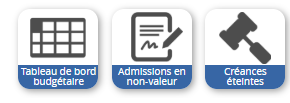 Tableau de bord
budgétaire
Admissions en
non-valeur
Créances
éteintes